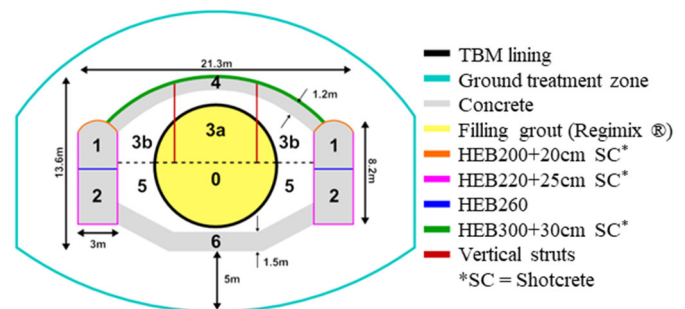 21.3m
4
1.2m
3a
3b
3b
1
1
13.6m
8.2m
0
2
5
5
2
3m
6
1.5m
5m
TBM lining
Ground treatment zone
Concrete
Filling grout (Regimix ®)
HEB200+20cm SC*
HEB220+25cm SC*
HEB260
HEB300+30cm SC*
Vertical struts
*SC = Shotcrete